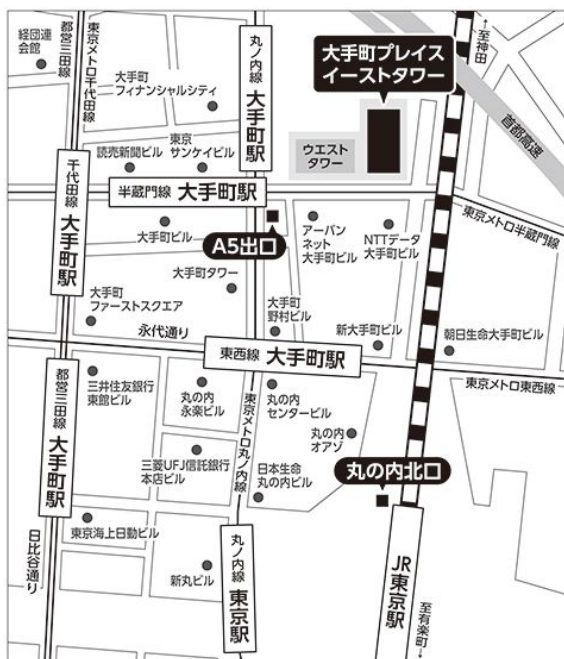 経団連
会館
都営三田線
東京メトロ千代田線
大手町
フィナンシャルシティ
丸ノ内線
大手町駅
大手町プレイス
イーストタワー
←至神田
首都高速
ウエスト
タワー
読売新聞ビル
東京
サンケイビル
千代田線
大手町駅
半蔵門線 大手町駅
東京メトロ半蔵門線
大手町ビル
A5出口
アーバン
ネット
大手町ビル
NTTデータ
大手町ビル
大手町タワー
大手町
ファーストスクエア
大手町
野村ビル
新大手町ビル
朝日生命大手町ビル
永代通り
東西線 大手町駅
東京メトロ東西線
都営三田線
大手町駅
三井住友銀行
東館ビル
丸の内
永楽ビル
東京メトロ丸ノ内線
丸の内
センタービル
丸の内
オアゾ
三菱UFJ信託銀行
本店ビル
日本生命
丸の内ビル
丸の内北口
東京海上日動ビル
日比谷通り
新丸ビル
丸ノ内線
東京駅
JR
東京駅
至有楽町→